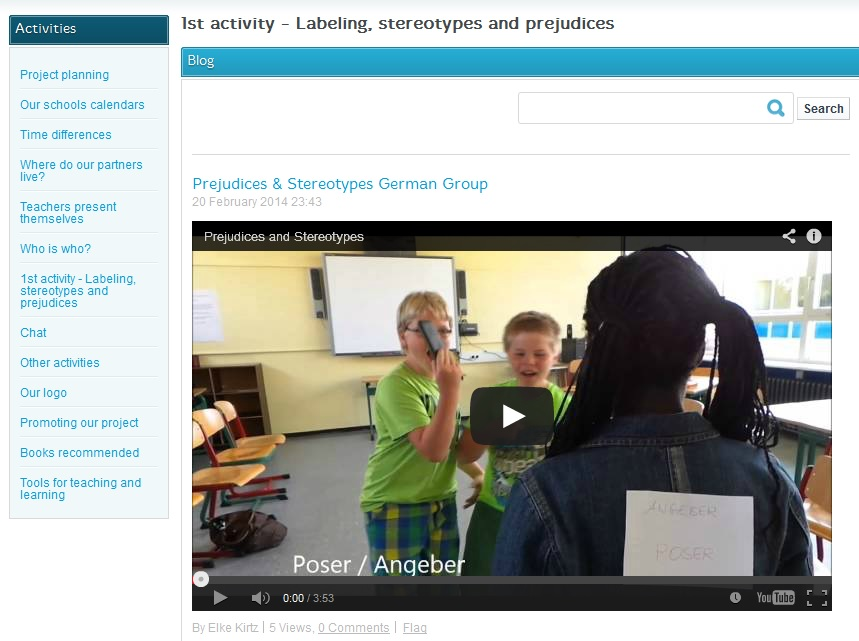 Activities
Project planning
Our schools calendars
Time differences
Where do our partners
live?
Teachers present
themselves
Who is who?
1st activity - Labeling,
stereotypes and
prejudices
Chat
Other activities
Our logo
Promoting our project
Books recommended
Tools for teaching and
learning
1st activity - Labeling, stereotypes and prejudices
Blog
Search
Prejudices & Stereotypes German Group
20 February 2014 23:43
Prejudices and Stereotypes
ANGEBER
POSER
Poser / Angeber
0:00 / 3:53
YouTube
By Elke Kirtz | 5 Views, 0 Comments | Flag